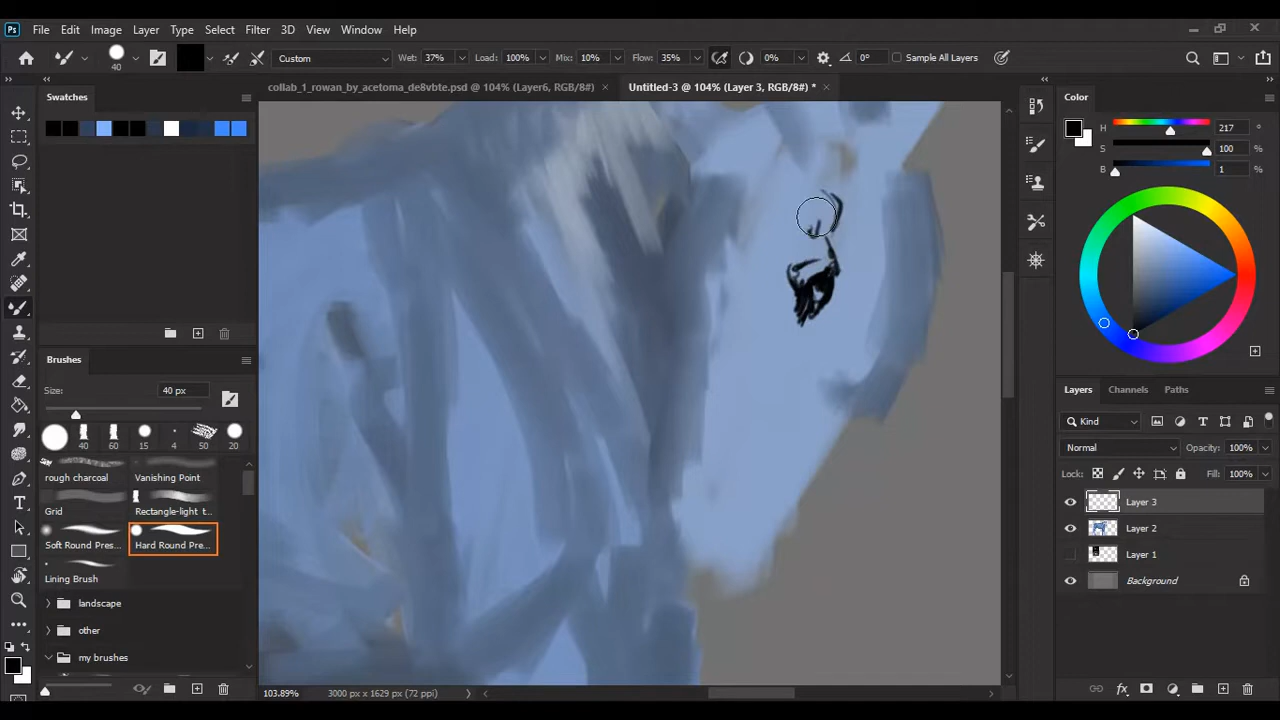 Ps File Edit Image Layer Type Select Filter 3D View Window Help
40 Custom Wet: 37% Load: 100% Mix: 10% Flow: 35% 0% 0° Sample All Layers
Swatches
collab_1_rowan_by_acetoma_de8vbte.psd @ 104% (Layer6, RGB/8#) ×
Untitled-3 @ 104% (Layer 3, RGB/8#) * ×
Color
H 217 °
S 100 %
B 1 %
Brushes
Size: 40 px
40 60 15 4 50 20
rough charcoal Vanishing Point
Grid Rectangle-light t...
Soft Round Pres... Hard Round Pre...
Lining Brush
landscape
other
my brushes
Layers Channels Paths
Kind
Normal Opacity: 100%
Lock: Fill: 100%
Layer 3
Layer 2
Layer 1
Background
103.89% 3000 px x 1629 px (72 ppi)